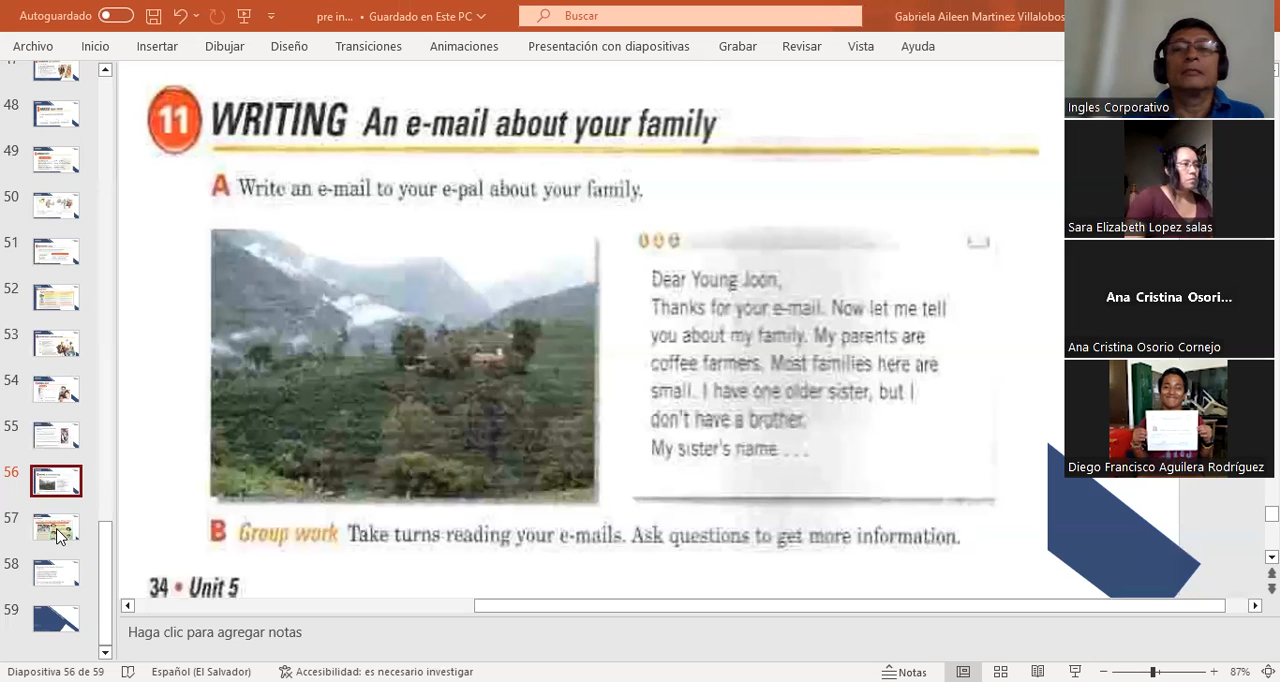 Autoguardado
pre in... • Guardado en Este PC
Buscar
Gabriela Aileen Martinez Villalobos
Archivo Inicio Insertar Dibujar Diseño Transiciones Animaciones Presentación con diapositivas Grabar Revisar Vista Ayuda
48
49
50
51
52
53
54
55
56
57
58
59
11 WRITING An e-mail about your family
A Write an e-mail to your e-pal about your family.
Dear Young Joon,
Thanks for your e-mail. Now let me tell
you about my family. My parents are
coffee farmers. Most families here are
small. I have one older sister, but I
don't have a brother.
My sister's name . . .
B Group work Take turns reading your e-mails. Ask questions to get more information.
34 • Unit 5
Haga clic para agregar notas
Diapositiva 56 de 59 Español (El Salvador) Accesibilidad: es necesario investigar Notas 87%
Ingles Corporativo
Sara Elizabeth Lopez salas
Ana Cristina Osori...
Ana Cristina Osorio Cornejo
Diego Francisco Aguilera Rodríguez